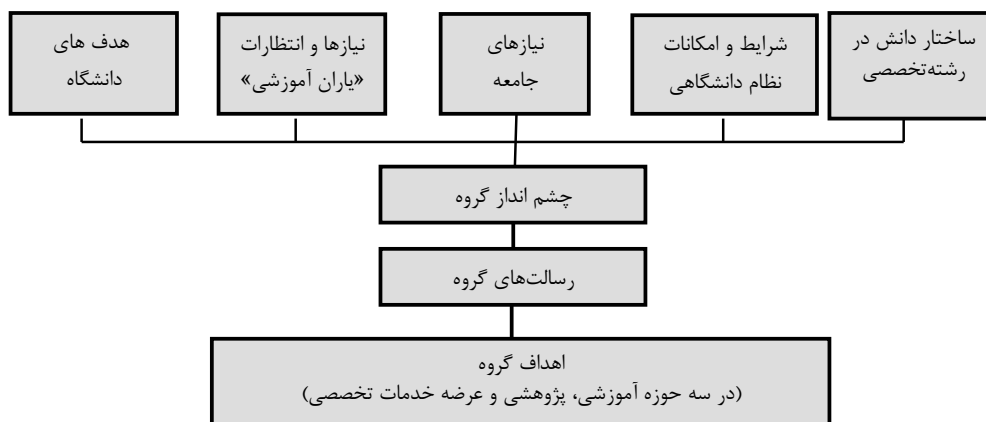 ساختار دانش در
رشته‌تخصصی
شرایط و امکانات
نظام دانشگاهی
نیازهای
جامعه
نیازها و انتظارات
«یاران آموزشی»
هدف های
دانشگاه
چشم انداز گروه
رسالت‌های گروه
اهداف گروه
(در سه حوزه آموزشی، پژوهشی و عرضه خدمات تخصصی)